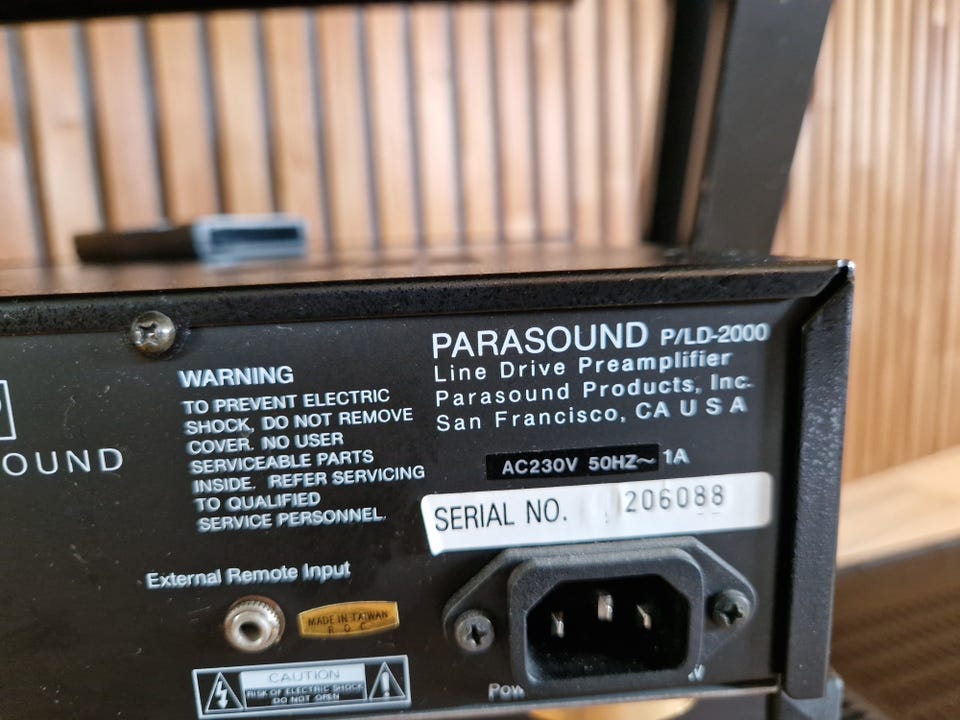 PARASOUND P/LD-2000
Line Drive Preamplifier
Parasound Products, Inc.
San Francisco, CA U S A
AC230V 50HZ~ 1A
SERIAL NO. 206088
WARNING
TO PREVENT ELECTRIC
SHOCK, DO NOT REMOVE
COVER. NO USER
SERVICEABLE PARTS
INSIDE. REFER SERVICING
TO QUALIFIED
SERVICE PERSONNEL.
OUND
External Remote Input
MADE IN TAIWAN
R O C
CAUTION
RISK OF ELECTRIC SHOCK
DO NOT OPEN
Pow